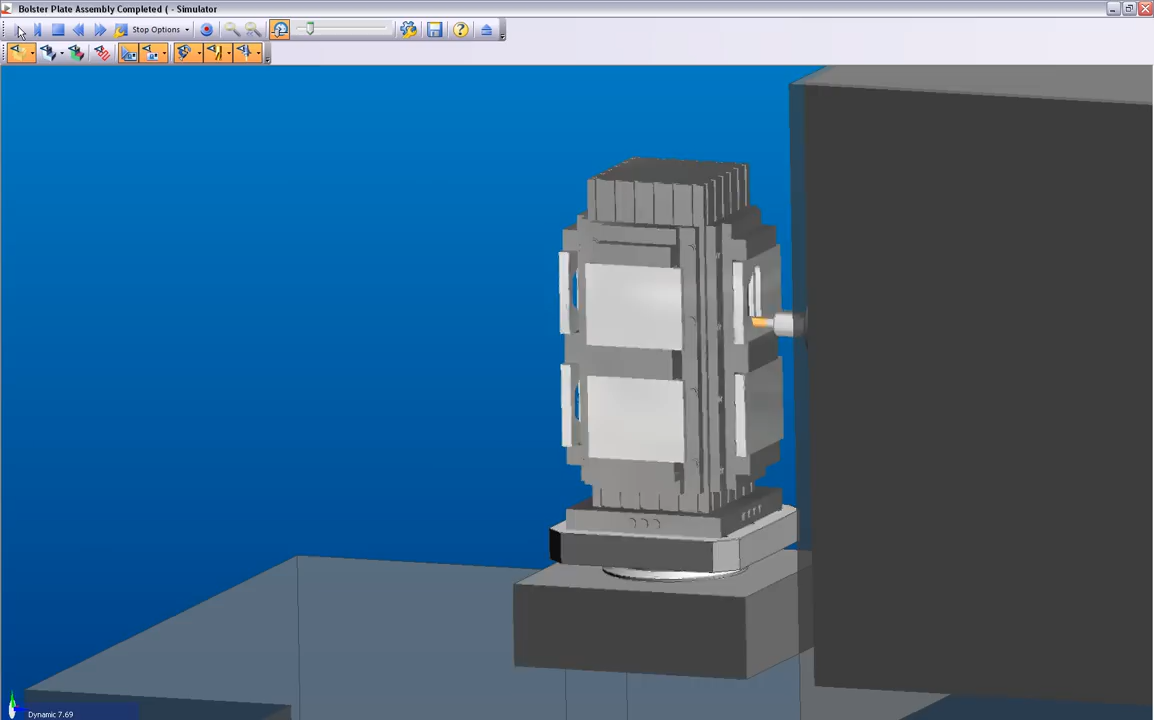 Bolster Plate Assembly Completed ( - Simulator
Stop Options
Dynamic 7.69